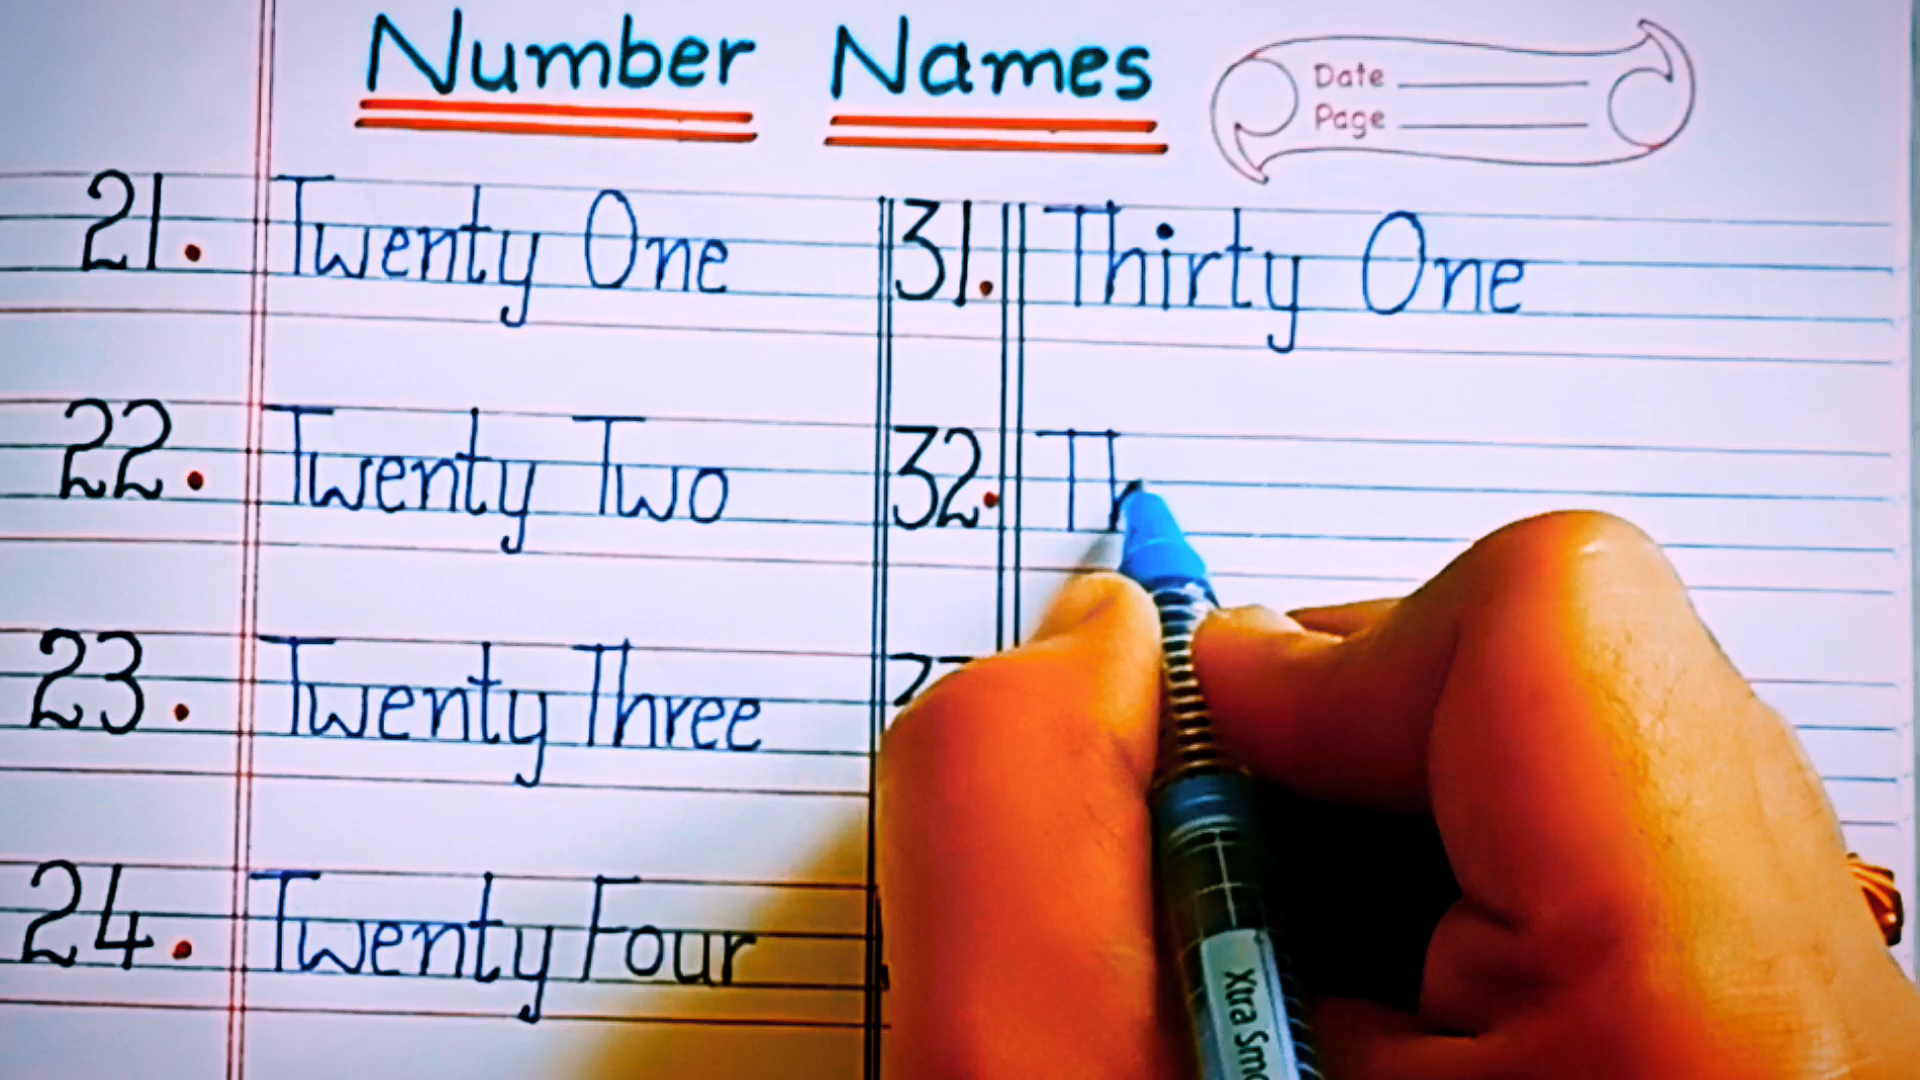 Number Names
Date
Page
21. Twenty One
31. Thirty One
22. Twenty Two
32. Th
23. Twenty Three
24. Twenty Four
Xtra